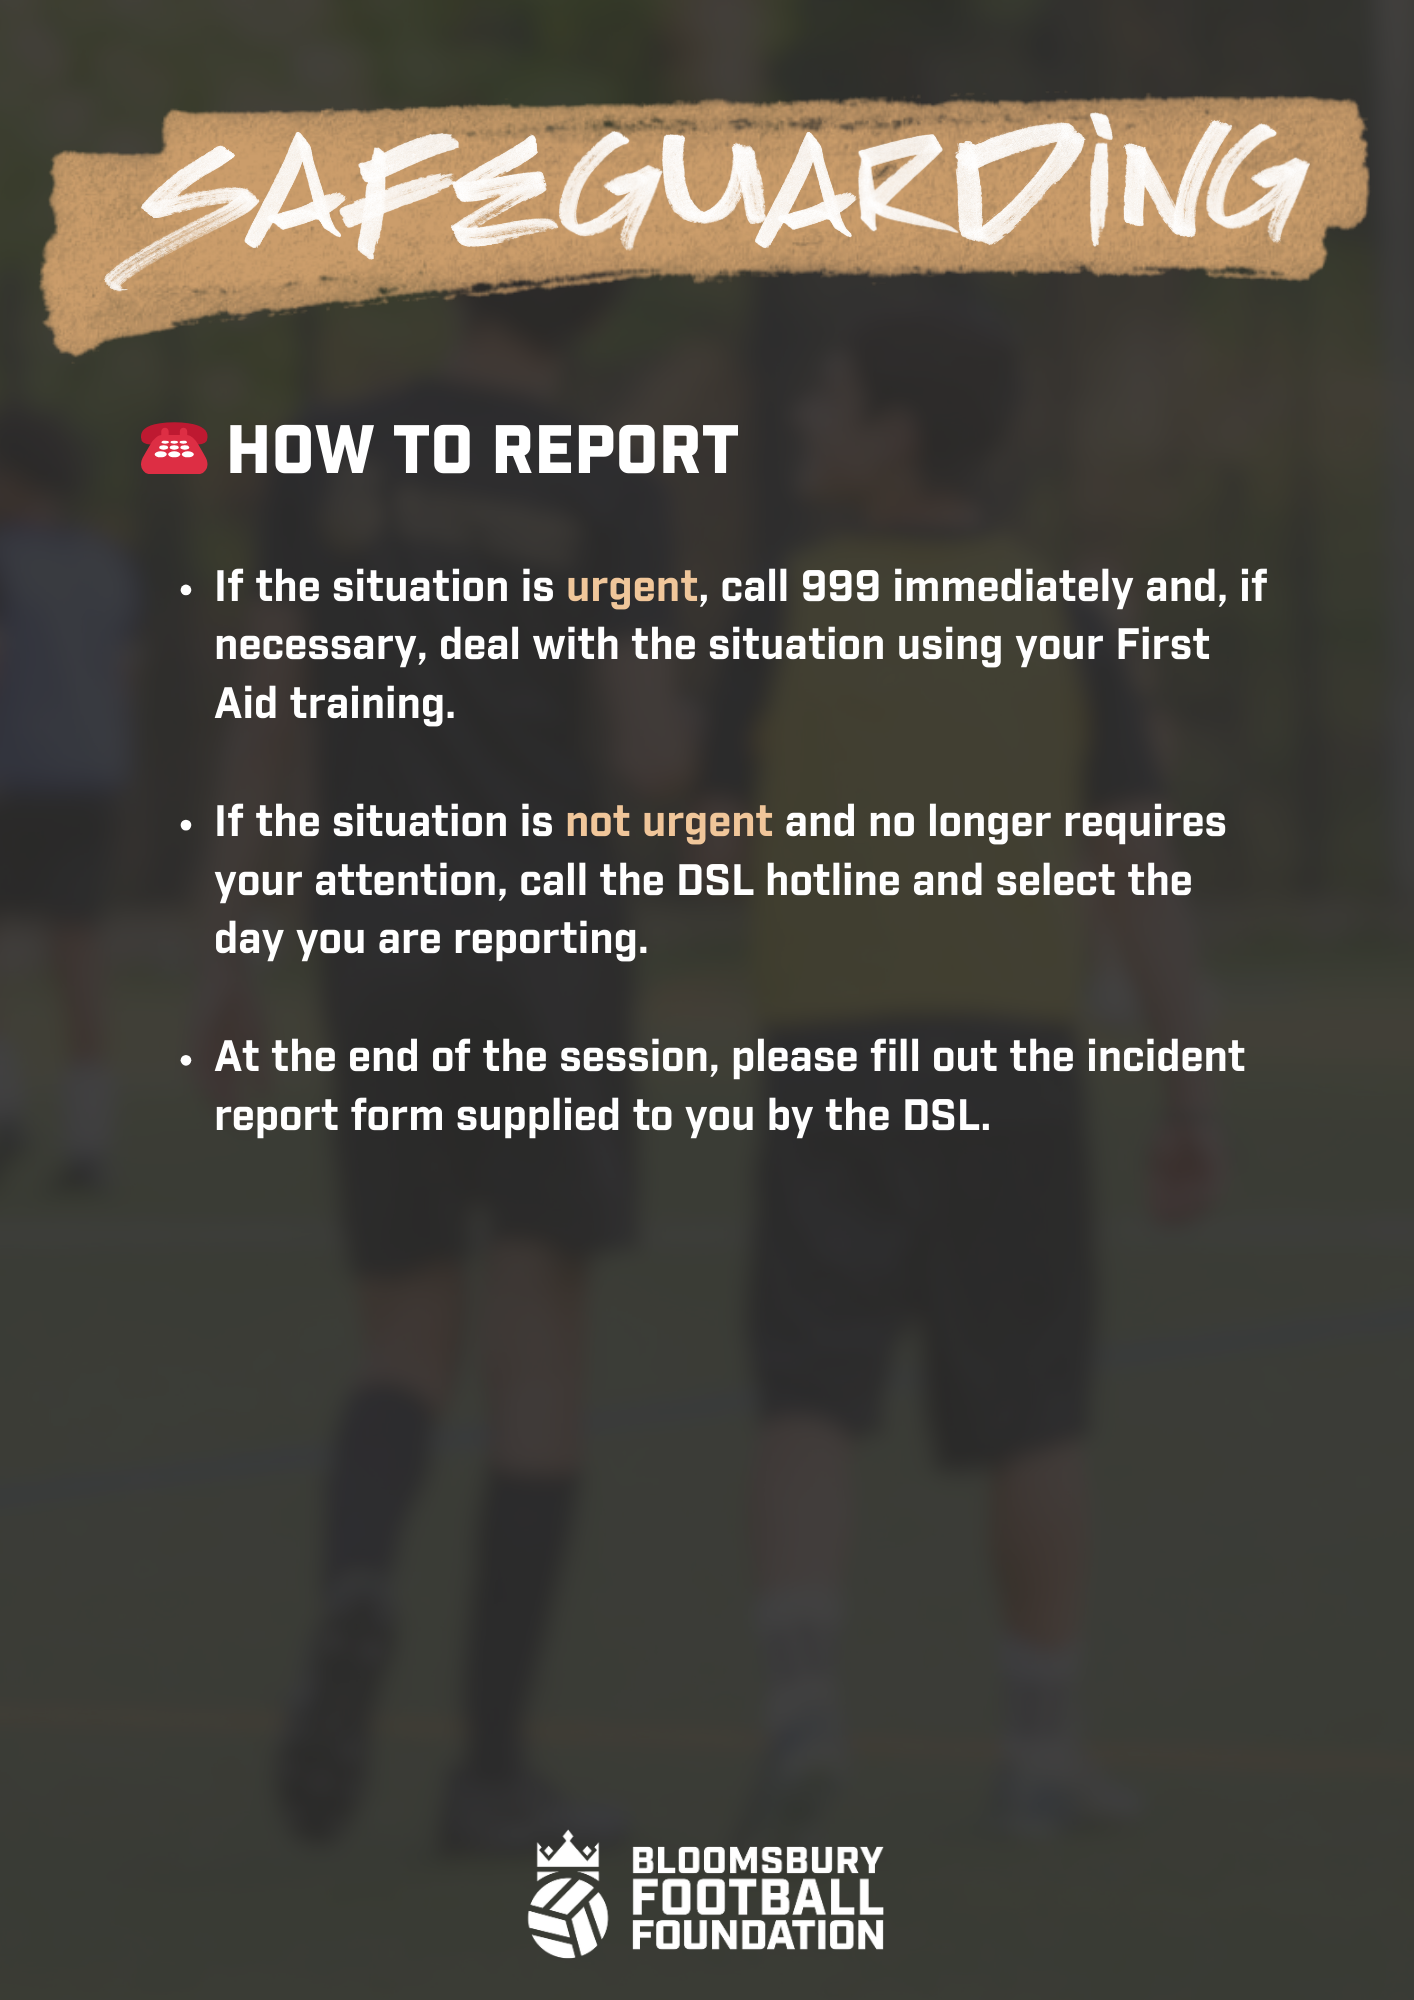 SAFEGUARDING
HOW TO REPORT
• If the situation is urgent, call 999 immediately and, if
necessary, deal with the situation using your First
Aid training.
• If the situation is not urgent and no longer requires
your attention, call the DSL hotline and select the
day you are reporting.
• At the end of the session, please fill out the incident
report form supplied to you by the DSL.
BLOOMSBURY
FOOTBALL
FOUNDATION